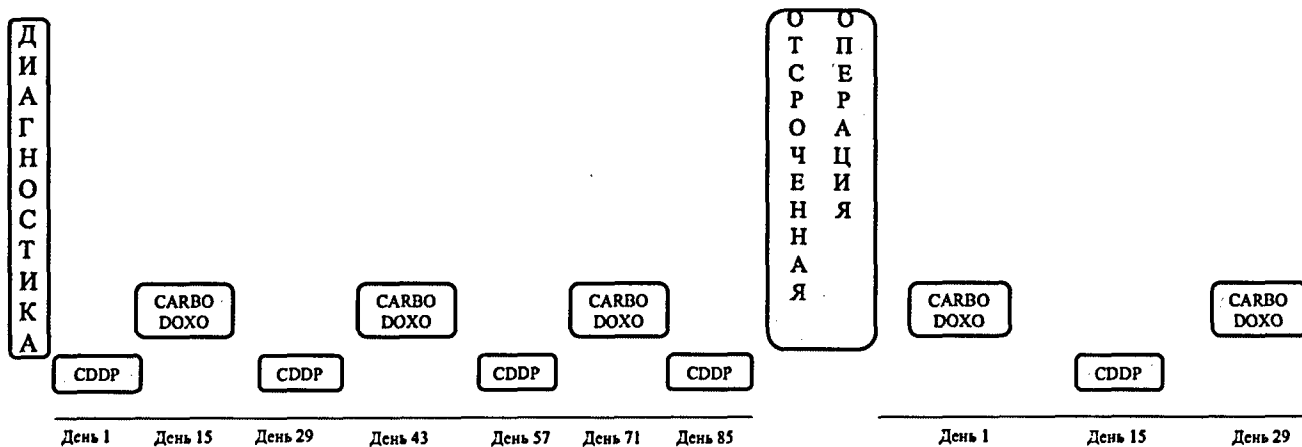 ДИАГНОСТИКА
ОТСРОЧЕННАЯ
ОПЕРАЦИЯ
CARBO
DOXO
CARBO
DOXO
CARBO
DOXO
CARBO
DOXO
CARBO
DOXO
CDDP
CDDP
CDDP
CDDP
CDDP
День 1
День 15
День 29
День 43
День 57
День 71
День 85
День 1
День 15
День 29